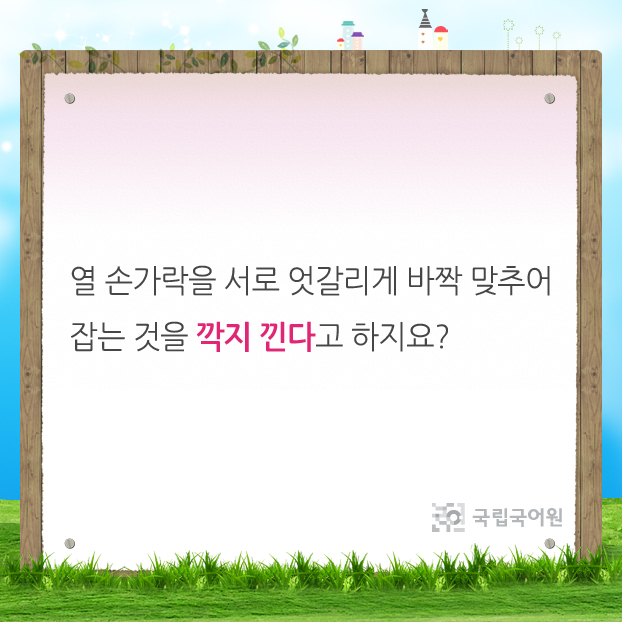 열 손가락을 서로 엇갈리게 바짝 맞추어
잡는 것을 깍지 낀다고 하지요?
국립국어원